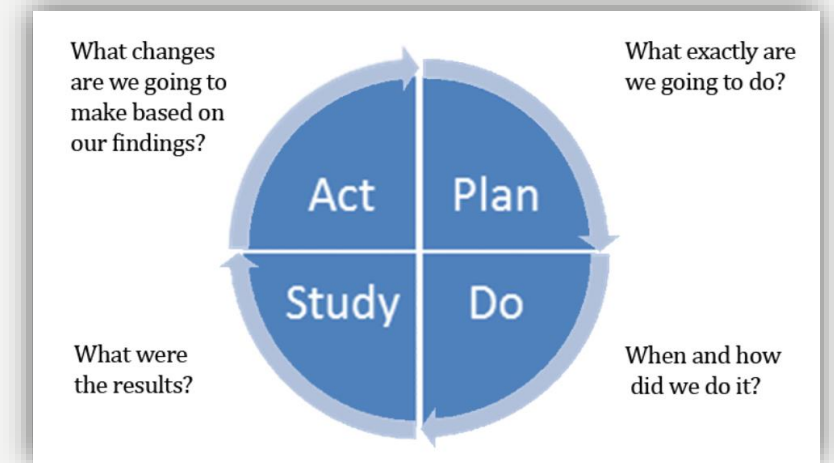 What changes
are we going to
make based on
our findings?
What exactly are
we going to do?
Act
Plan
Study
Do
What were
the results?
When and how
did we do it?